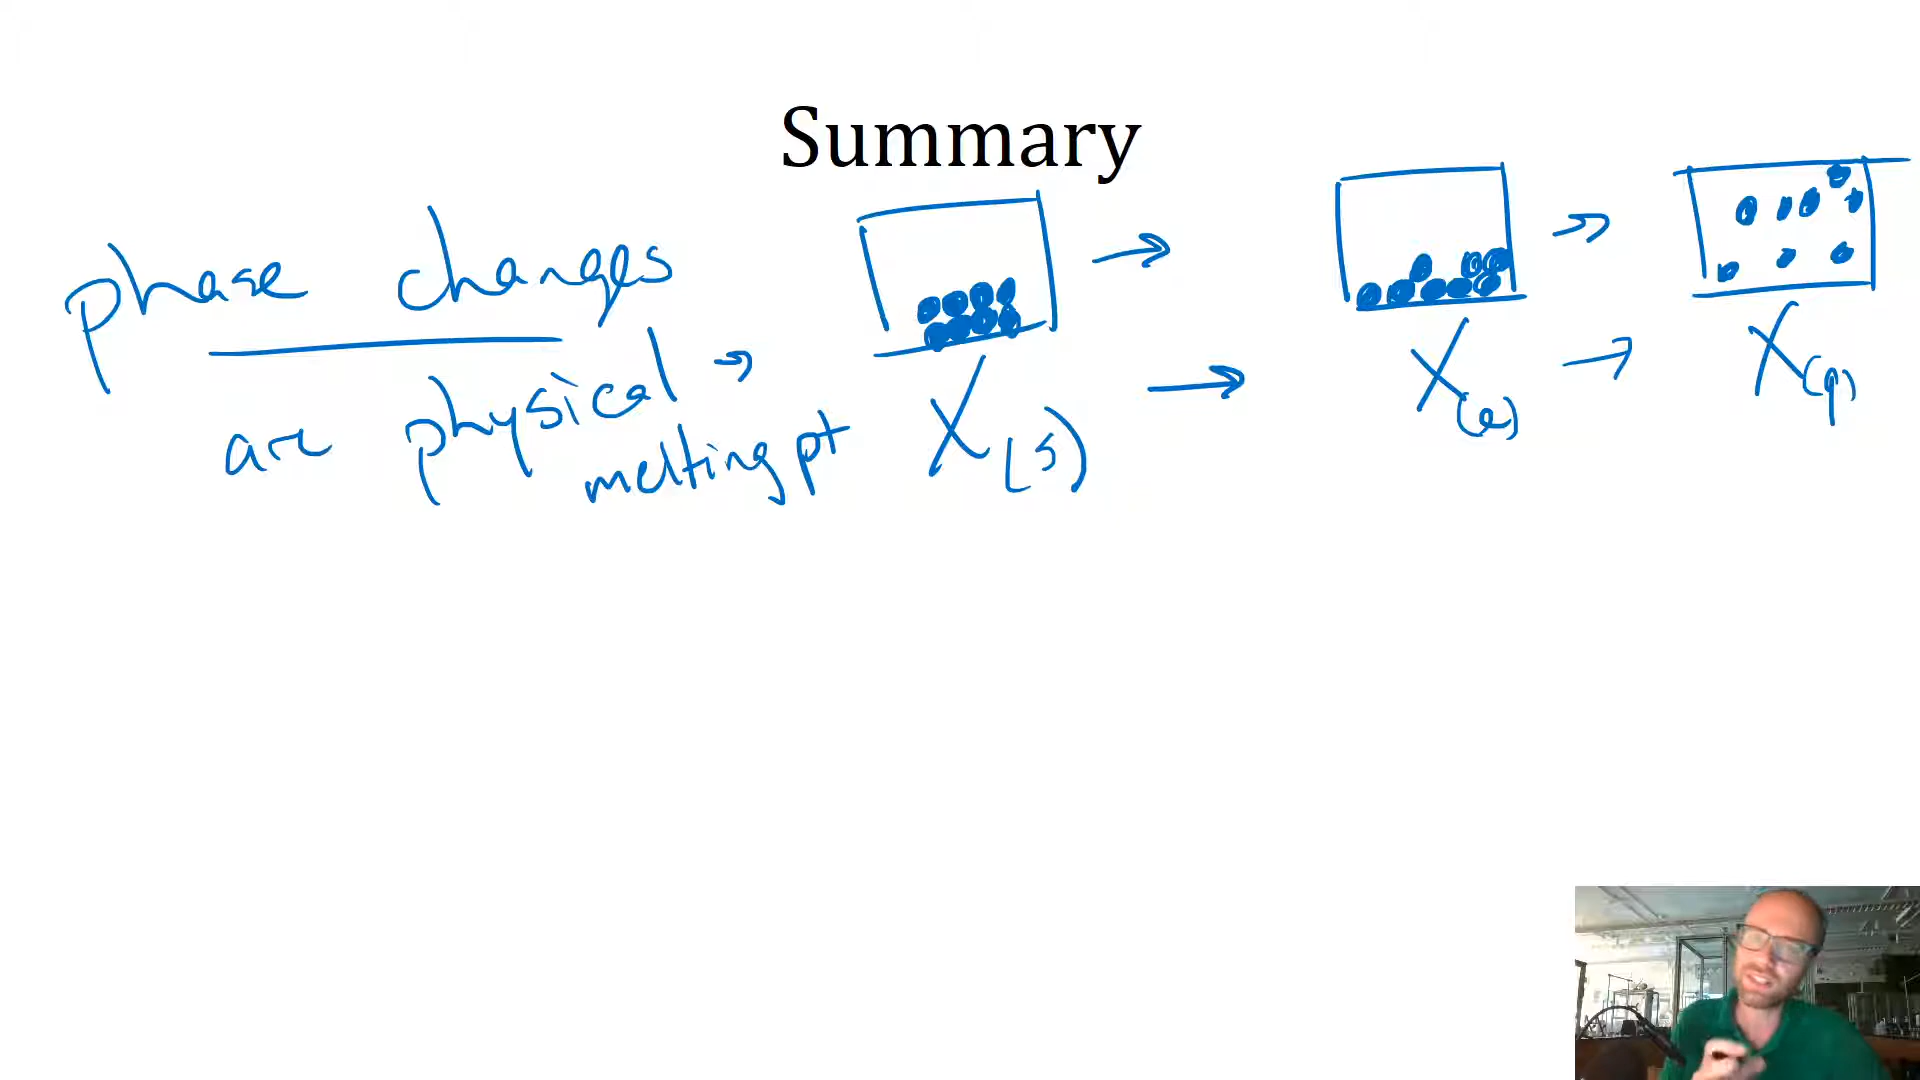 Summary
phase changes
are physical → 
melting pt
X(s) → X(l) → X(g)